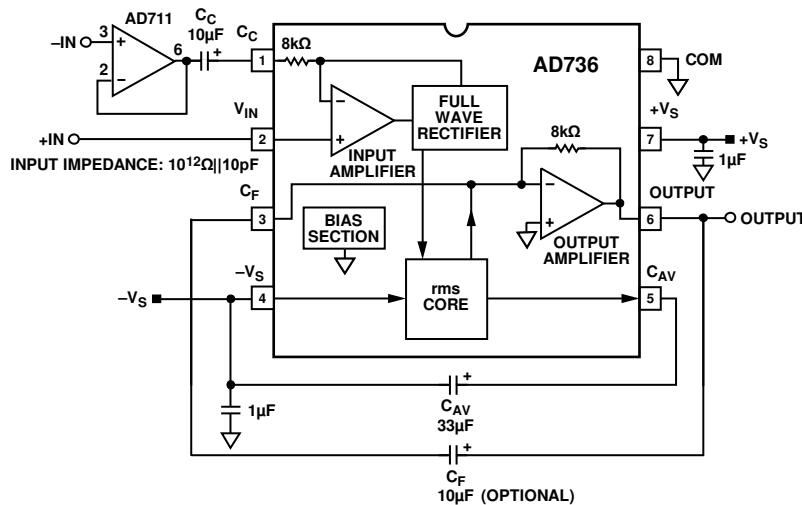 AD711
–IN
3
+
2
–
6
C_C
10µF
+
C_C
1
8kΩ
AD736
8
COM
V_IN
+IN
2
–
+
INPUT
AMPLIFIER
FULL
WAVE
RECTIFIER
+V_S
7
+V_S
1µF
INPUT IMPEDANCE: 10^12Ω||10pF
8kΩ
C_F
3
BIAS
SECTION
–
+
OUTPUT
AMPLIFIER
OUTPUT
6
OUTPUT
–V_S
–V_S
4
rms
CORE
C_AV
5
1µF
+
C_AV
33µF
+
C_F
10µF (OPTIONAL)